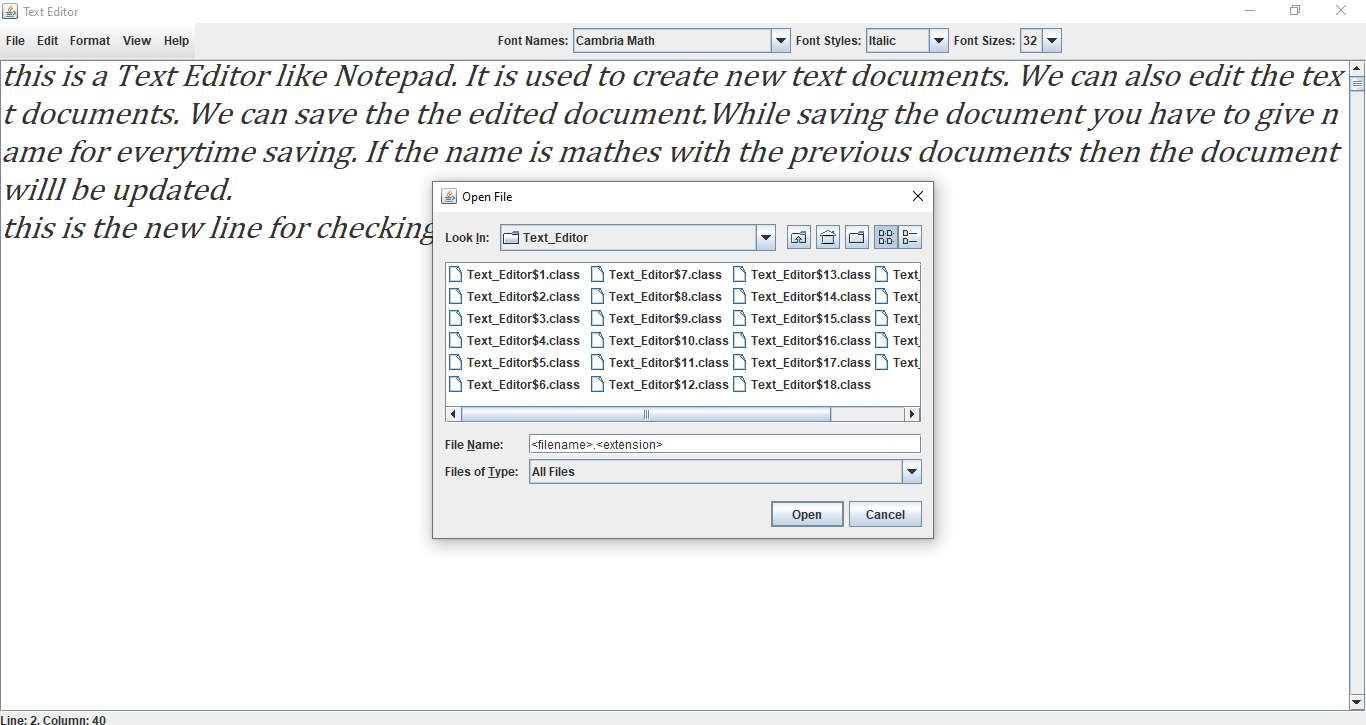 Text Editor
File Edit Format View Help Font Names: Cambria Math Font Styles: Italic Font Sizes: 32
this is a Text Editor like Notepad. It is used to create new text documents. We can also edit the tex
t documents. We can save the the edited document.While saving the document you have to give n
ame for everytime saving. If the name is mathes with the previous documents then the document
willl be updated.
this is the new line for checking
Open File
Look In: Text_Editor
Text_Editor$1.class Text_Editor$7.class Text_Editor$13.class Text_
Text_Editor$2.class Text_Editor$8.class Text_Editor$14.class Text_
Text_Editor$3.class Text_Editor$9.class Text_Editor$15.class Text_
Text_Editor$4.class Text_Editor$10.class Text_Editor$16.class Text_
Text_Editor$5.class Text_Editor$11.class Text_Editor$17.class Text_
Text_Editor$6.class Text_Editor$12.class Text_Editor$18.class
File Name: <filename>.<extension>
Files of Type: All Files
Open Cancel
Line: 2, Column: 40